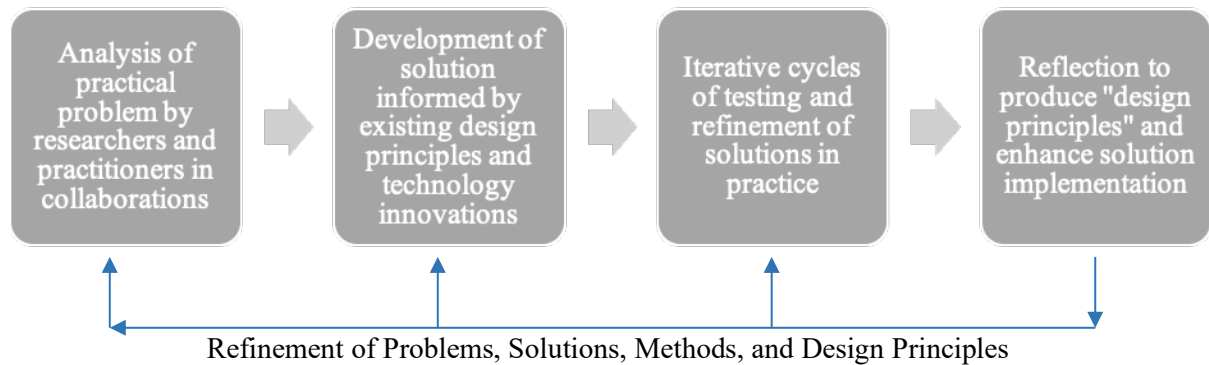 Analysis of
practical
problem by
researchers and
practitioners in
collaborations
Development of
solution
informed by
existing design
principles and
technology
innovations
Iterative cycles
of testing and
refinement of
solutions in
practice
Reflection to
produce "design
principles" and
enhance solution
implementation
Refinement of Problems, Solutions, Methods, and Design Principles